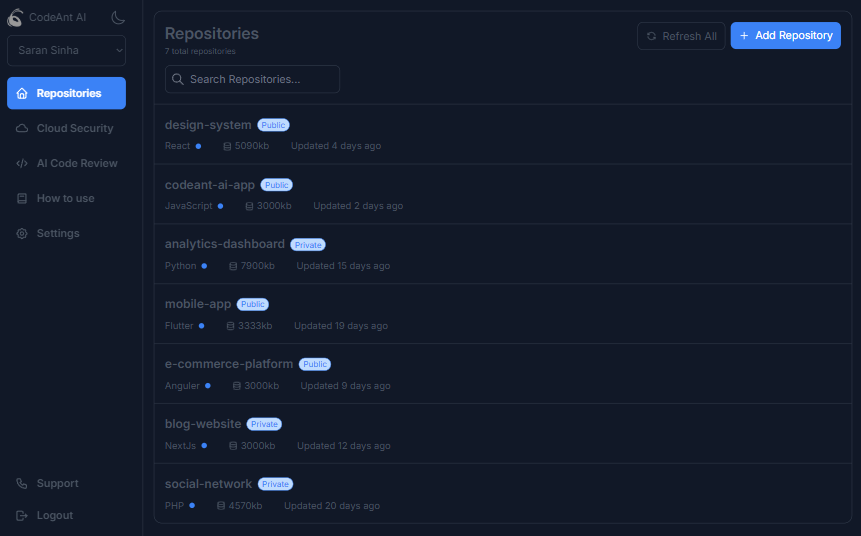 CodeAnt AI
Saran Sinha
Repositories
Cloud Security
AI Code Review
How to use
Settings
Support
Logout
Repositories
7 total repositories
Refresh All
+ Add Repository
Search Repositories...
design-system Public
React 5090kb Updated 4 days ago
codeant-ai-app Public
JavaScript 3000kb Updated 2 days ago
analytics-dashboard Private
Python 7900kb Updated 15 days ago
mobile-app Public
Flutter 3333kb Updated 19 days ago
e-commerce-platform Public
Anguler 3000kb Updated 9 days ago
blog-website Private
NextJs 3000kb Updated 12 days ago
social-network Private
PHP 4570kb Updated 20 days ago